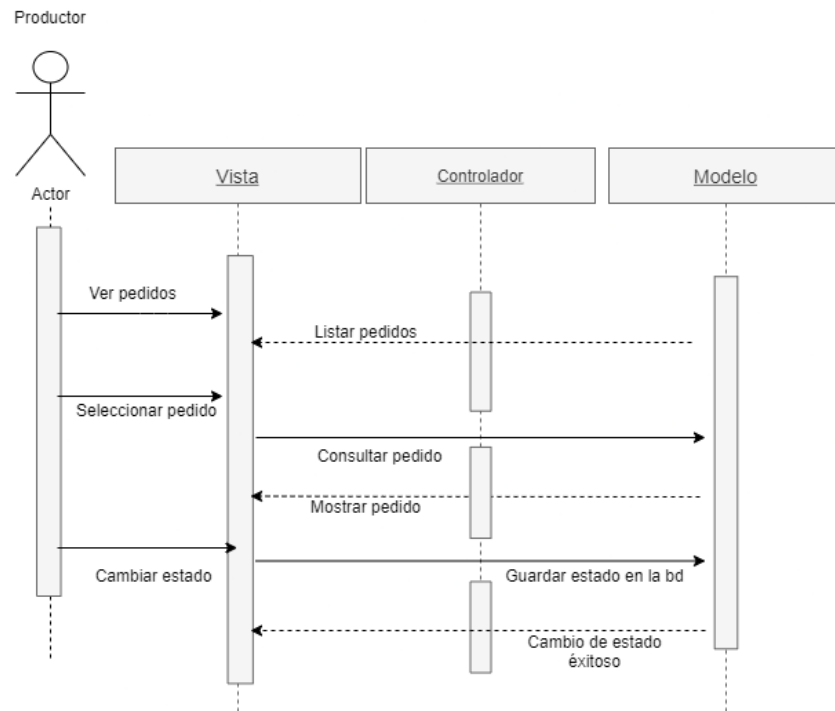 Productor
Actor
Vista
Controlador
Modelo
Ver pedidos
Listar pedidos
Seleccionar pedido
Consultar pedido
Mostrar pedido
Cambiar estado
Guardar estado en la bd
Cambio de estado
éxitoso